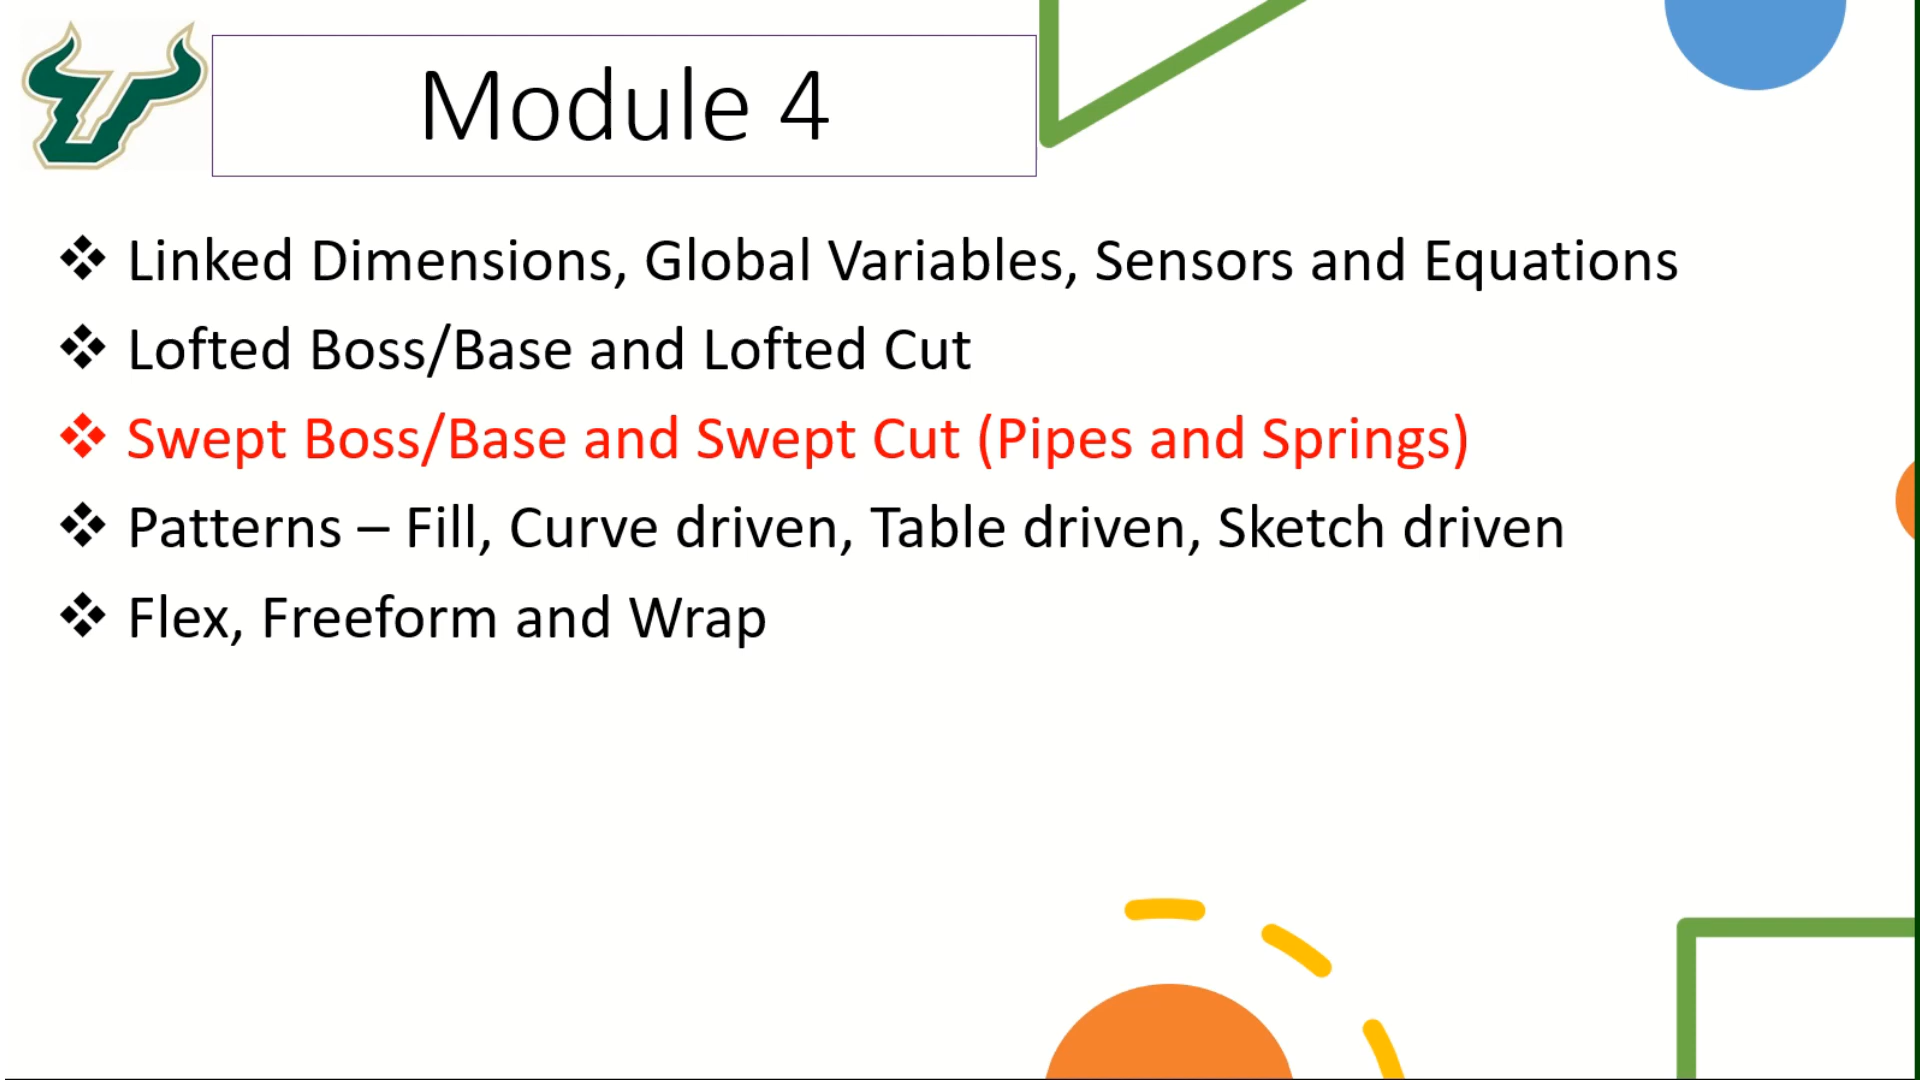 Module 4
Linked Dimensions, Global Variables, Sensors and Equations
Lofted Boss/Base and Lofted Cut
Swept Boss/Base and Swept Cut (Pipes and Springs)
Patterns – Fill, Curve driven, Table driven, Sketch driven
Flex, Freeform and Wrap